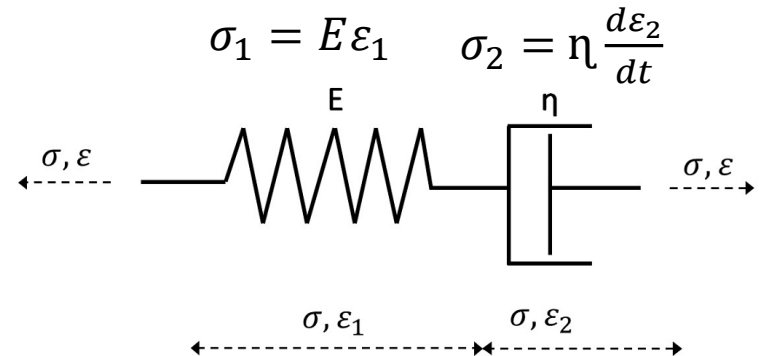 σ₁ = Eε₁ σ₂ = η dε₂/dt
E η
σ, ε σ, ε
σ, ε₁ σ, ε₂